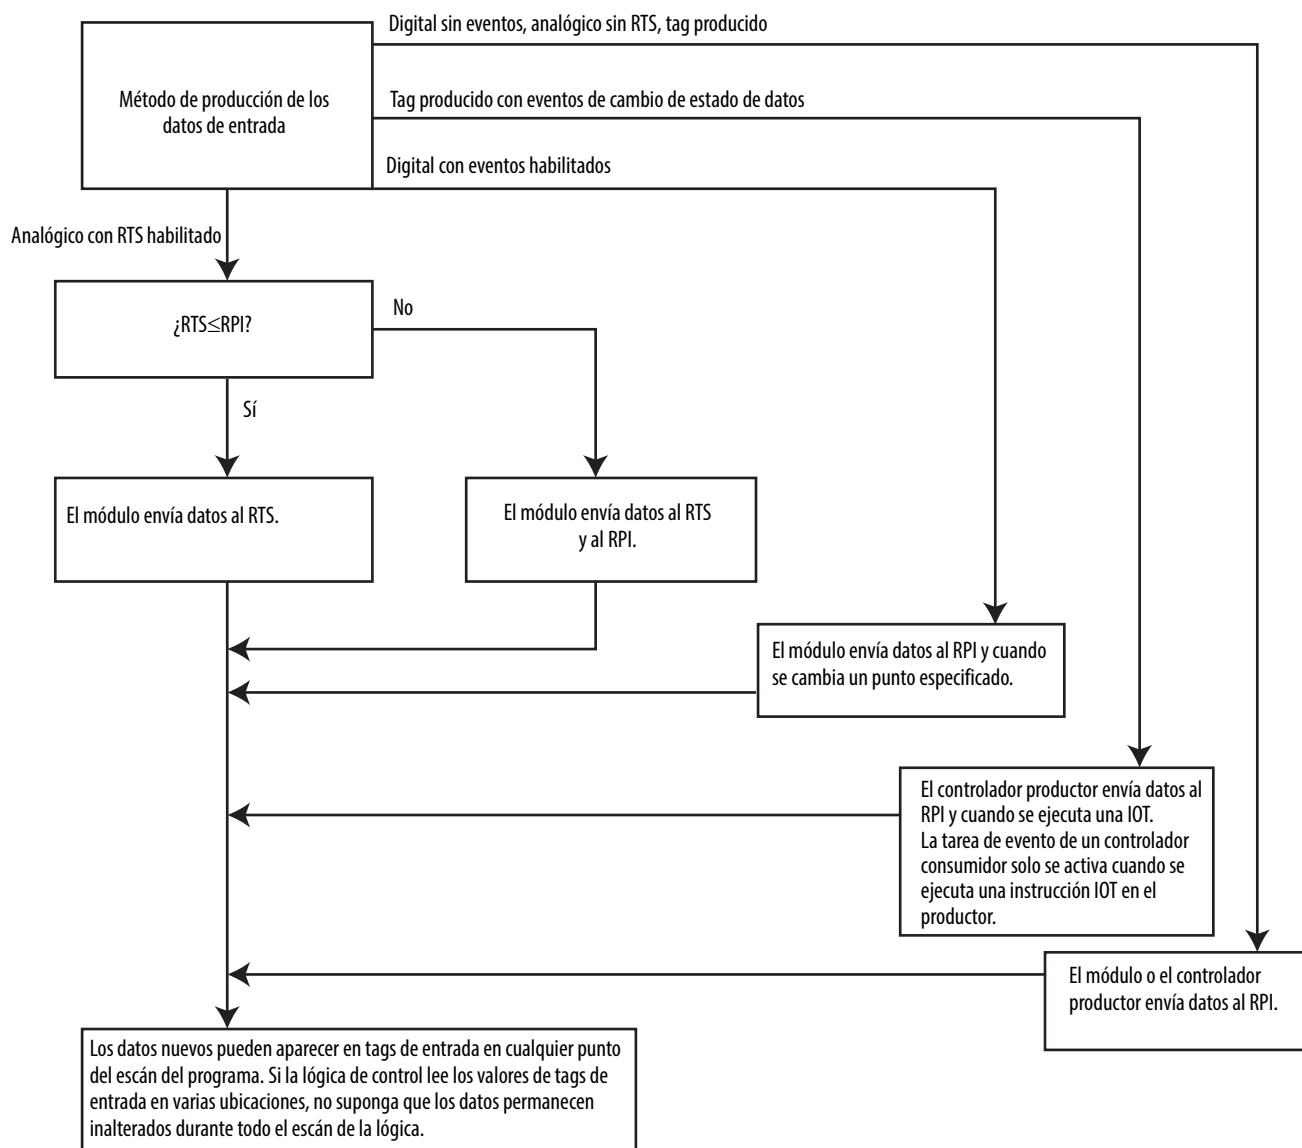 Digital sin eventos, analógico sin RTS, tag producido
Método de producción de los
datos de entrada
Tag producido con eventos de cambio de estado de datos
Digital con eventos habilitados
Analógico con RTS habilitado
¿RTS≤RPI?
No
Sí
El módulo envía datos al RTS.
El módulo envía datos al RTS
y al RPI.
El módulo envía datos al RPI y cuando
se cambia un punto especificado.
El controlador productor envía datos al
RPI y cuando se ejecuta una IOT.
La tarea de evento de un controlador
consumidor solo se activa cuando se
ejecuta una instrucción IOT en el
productor.
El módulo o el controlador
productor envía datos al RPI.
Los datos nuevos pueden aparecer en tags de entrada en cualquier punto
del escán del programa. Si la lógica de control lee los valores de tags de
entrada en varias ubicaciones, no suponga que los datos permanecen
inalterados durante todo el escán de la lógica.